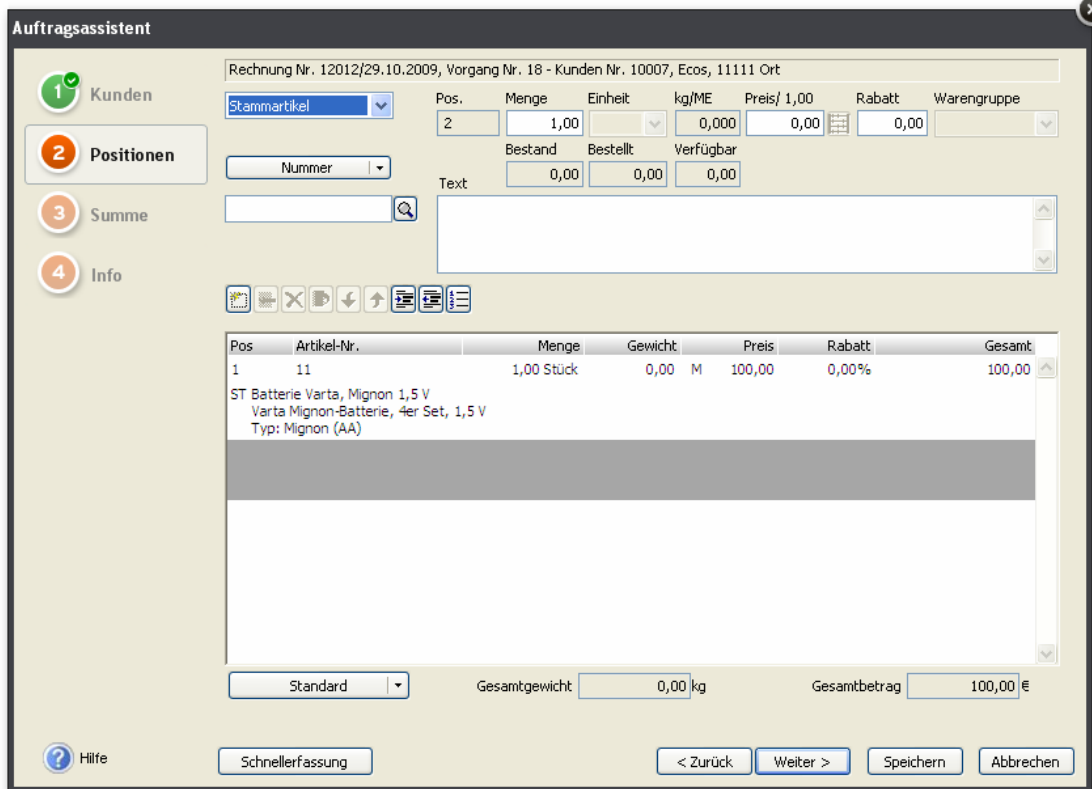 Auftragsassistent
Rechnung Nr. 12012/29.10.2009, Vorgang Nr. 18 - Kunden Nr. 10007, Ecos, 11111 Ort
1 Kunden
2 Positionen
3 Summe
4 Info
Stammartikel
Pos. Menge Einheit kg/ME Preis/ 1,00 Rabatt Warengruppe
2 1,00 0,000 0,00 0,00
Nummer
Bestand Bestellt Verfügbar
0,00 0,00 0,00
Text
Pos Artikel-Nr. Menge Gewicht Preis Rabatt Gesamt
1 11 1,00 Stück 0,00 M 100,00 0,00% 100,00
ST Batterie Varta, Mignon 1,5 V
Varta Mignon-Batterie, 4er Set, 1,5 V
Typ: Mignon (AA)
Standard Gesamtgewicht 0,00 kg Gesamtbetrag 100,00 €
? Hilfe Schnellerfassung < Zurück Weiter > Speichern Abbrechen